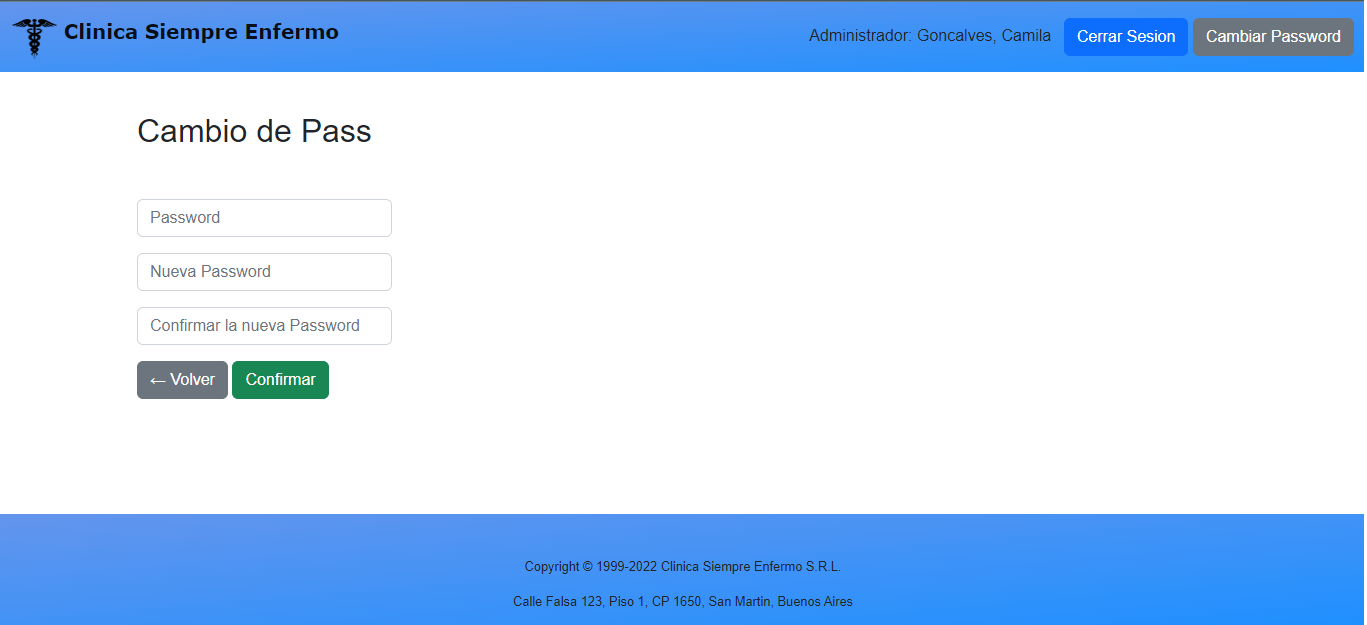 Clinica Siempre Enfermo
Administrador: Goncalves, Camila
Cerrar Sesion
Cambiar Password
Cambio de Pass
Password
Nueva Password
Confirmar la nueva Password
← Volver
Confirmar
Copyright © 1999-2022 Clinica Siempre Enfermo S.R.L.
Calle Falsa 123, Piso 1, CP 1650, San Martin, Buenos Aires